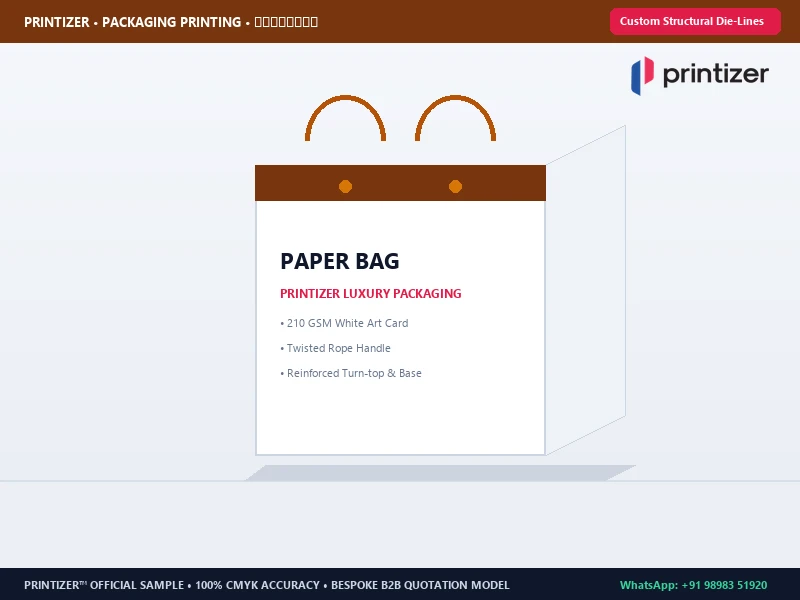 PRINTIZER • PACKAGING PRINTING •
Custom Structural Die-Lines
printizer
PAPER BAG
PRINTIZER LUXURY PACKAGING
• 210 GSM White Art Card
• Twisted Rope Handle
• Reinforced Turn-top & Base
PRINTIZER™ OFFICIAL SAMPLE • 100% CMYK ACCURACY • BESPOKE B2B QUOTATION MODEL
WhatsApp: +91 98983 51920